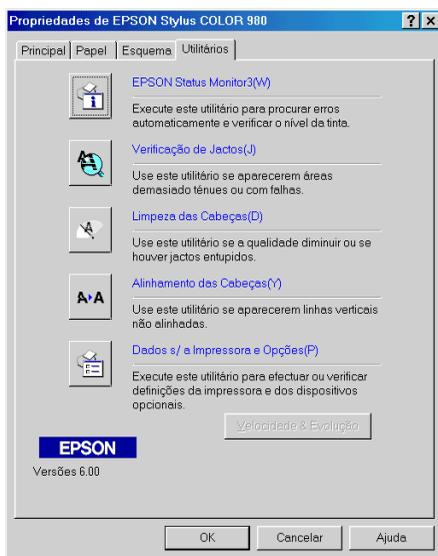 Propriedades de EPSON Stylus COLOR 980
Principal Papel Esquema Utilitários
EPSON Status Monitor3(W)
Execute este utilitário para procurar erros
automaticamente e verificar o nível da tinta.
Verificação de Jactos(J)
Use este utilitário se aparecerem áreas
demasiado ténues ou com falhas.
Limpeza das Cabeças(D)
Use este utilitário se a qualidade diminuir ou se
houver jactos entupidos.
Alinhamento das Cabeças(Y)
Use este utilitário se aparecerem linhas verticais
não alinhadas.
Dados s/ a Impressora e Opções(P)
Execute este utilitário para efectuar ou verificar
definições da impressora e dos dispositivos
opcionais.
Velocidade & Evolução
EPSON
Versões 6.00
OK Cancelar Ajuda